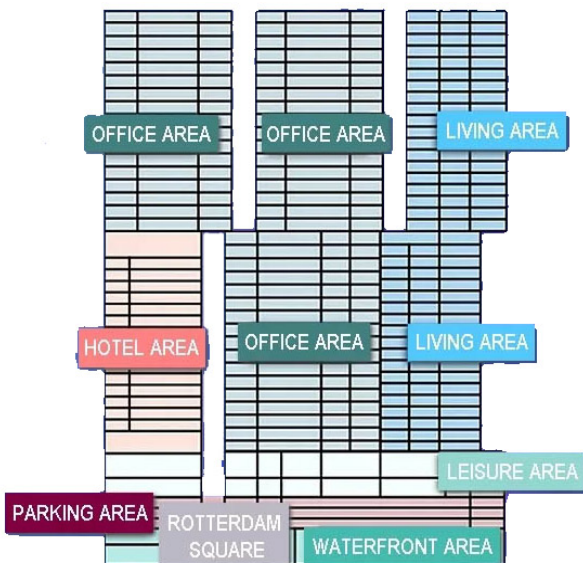 OFFICE AREA
OFFICE AREA
LIVING AREA
HOTEL AREA
OFFICE AREA
LIVING AREA
LEISURE AREA
PARKING AREA
ROTTERDAM
SQUARE
WATERFRONT AREA